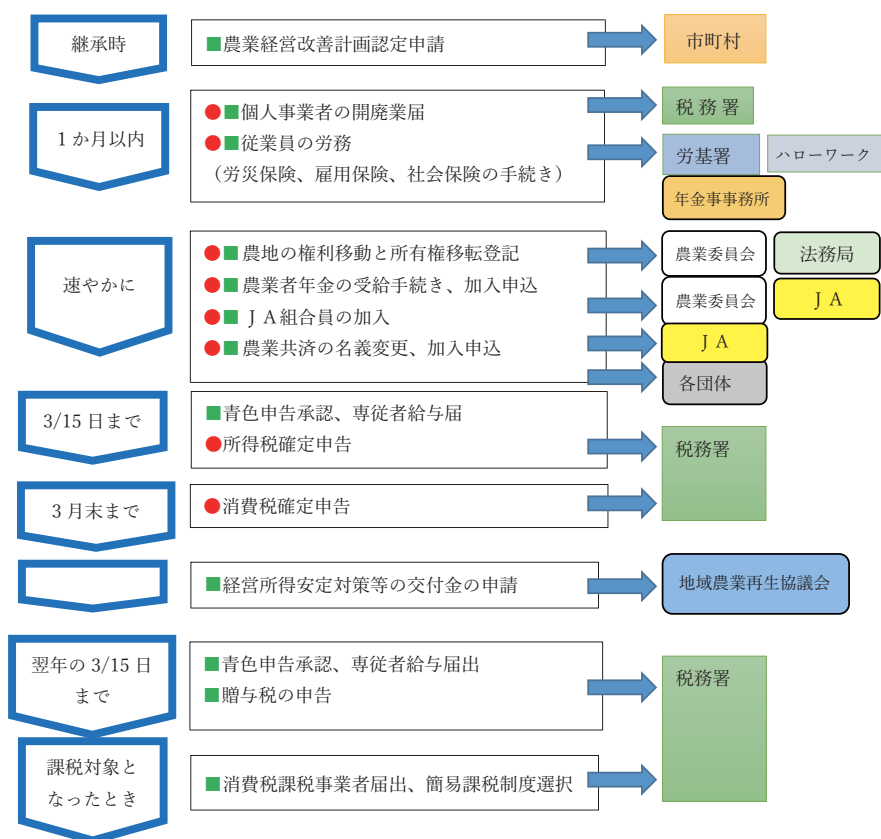 継承時
■農業経営改善計画認定申請
市町村
1か月以内
●■個人事業者の開廃業届
●■従業員の労務
（労災保険、雇用保険、社会保険の手続き）
税務署
労基署
ハローワーク
年金事事務所
速やかに
●■農地の権利移動と所有権移転登記
●■農業者年金の受給手続き、加入申込
●■ＪＡ組合員の加入
●■農業共済の名義変更、加入申込
農業委員会
法務局
農業委員会
ＪＡ
ＪＡ
各団体
3/15 日まで
■青色申告承認、専従者給与届
●所得税確定申告
税務署
3 月末まで
●消費税確定申告
■経営所得安定対策等の交付金の申請
地域農業再生協議会
翌年の 3/15 日
まで
■青色申告承認、専従者給与届出
■贈与税の申告
税務署
課税対象と
なったとき
■消費税課税事業者届出、簡易課税制度選択